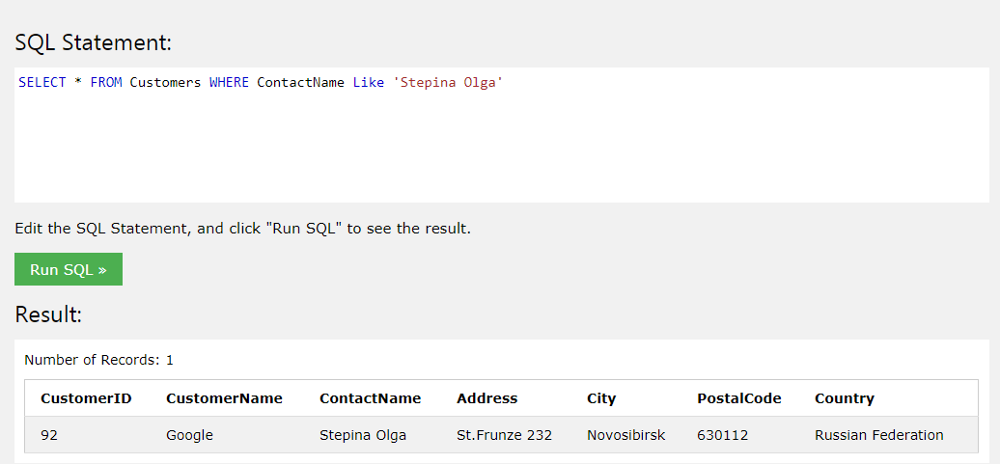 SQL Statement:
SELECT * FROM Customers WHERE ContactName Like 'Stepina Olga'
Edit the SQL Statement, and click "Run SQL" to see the result.
Run SQL »
Result:
Number of Records: 1
CustomerID CustomerName ContactName Address City PostalCode Country
92 Google Stepina Olga St.Frunze 232 Novosibirsk 630112 Russian Federation